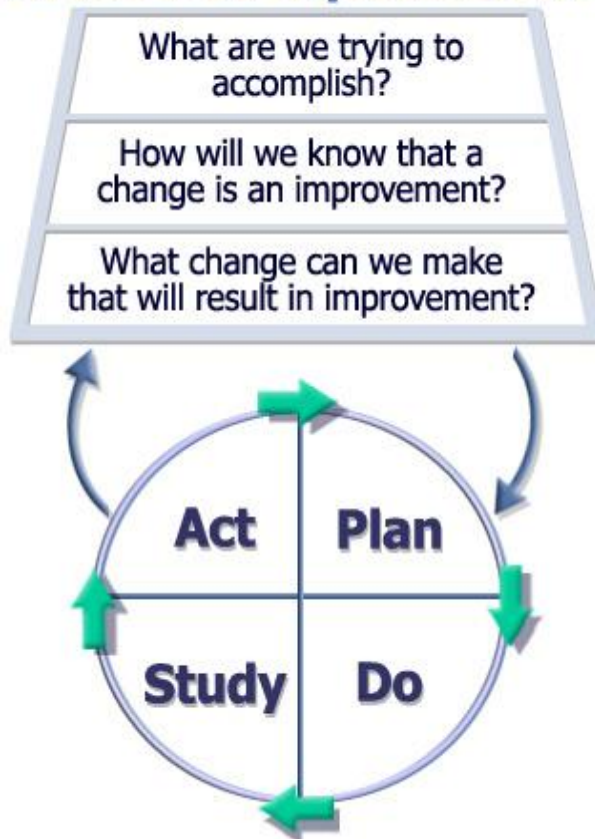 What are we trying to
accomplish?
How will we know that a
change is an improvement?
What change can we make
that will result in improvement?
Act
Plan
Study
Do